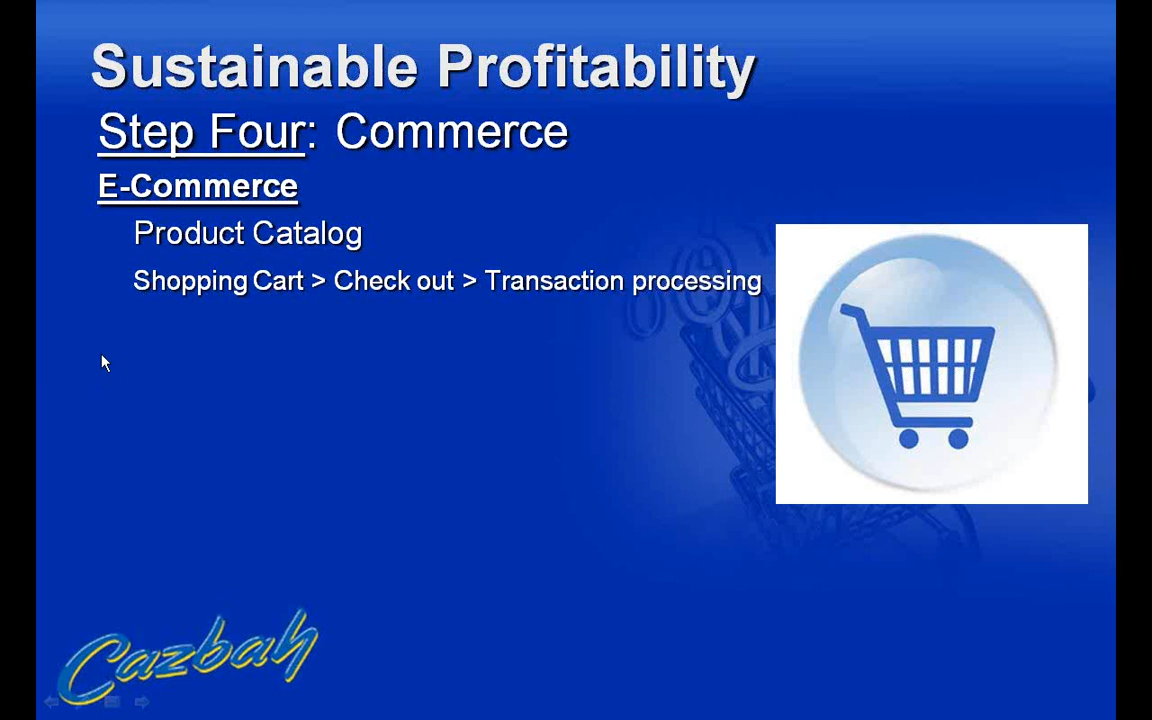 Sustainable Profitability
Step Four: Commerce
E-Commerce
Product Catalog
Shopping Cart > Check out > Transaction processing
Cazbah